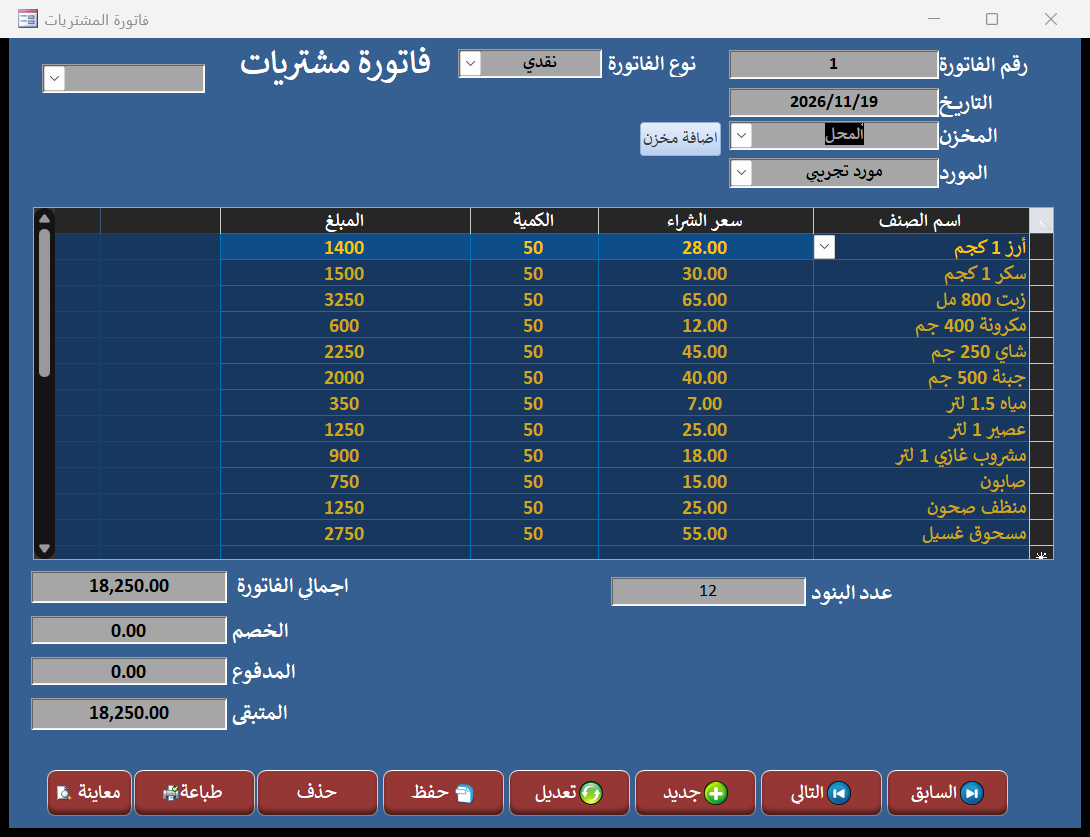 فاتورة المشتريات
رقم الفاتورة 1 نوع الفاتورة نقدي فاتورة مشتريات
التاريخ 2026/11/19
المخزن المحل اضافة مخزن
المورد مورد تجريبي
اسم الصنف سعر الشراء الكمية المبلغ
أرز 1 كجم 28.00 50 1400
سكر 1 كجم 30.00 50 1500
زيت 800 مل 65.00 50 3250
مكرونة 400 جم 12.00 50 600
شاي 250 جم 45.00 50 2250
جبنة 500 جم 40.00 50 2000
مياه 1.5 لتر 7.00 50 350
عصير 1 لتر 25.00 50 1250
مشروب غازي 1 لتر 18.00 50 900
صابون 15.00 50 750
منظف صحون 25.00 50 1250
مسحوق غسيل 55.00 50 2750
عدد البنود 12 اجمالي الفاتورة 18,250.00
الخصم 0.00
المدفوع 0.00
المتبقى 18,250.00
السابق التالي جديد تعديل حفظ حذف طباعة معاينة